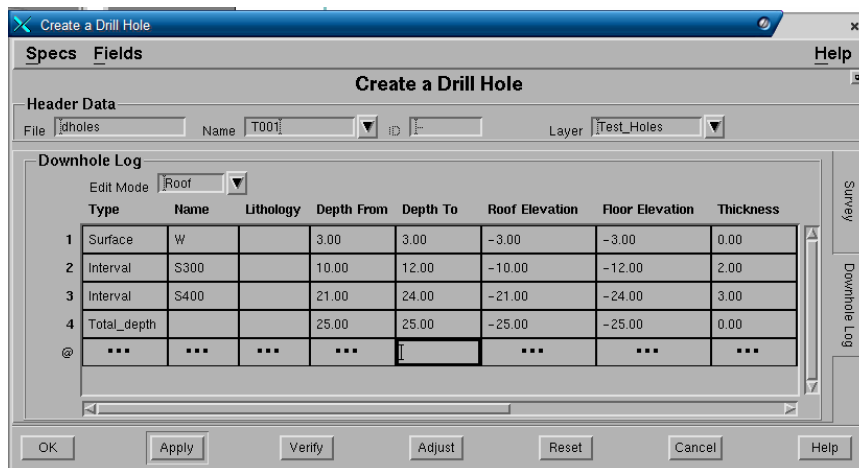 Create a Drill Hole
Specs Fields Help
Create a Drill Hole
Header Data
File dholes Name T001 ID -- Layer Test_Holes
Downhole Log
Edit Mode Roof
Type Name Lithology Depth From Depth To Roof Elevation Floor Elevation Thickness
1 Surface W 3.00 3.00 -3.00 -3.00 0.00
2 Interval S300 10.00 12.00 -10.00 -12.00 2.00
3 Interval S400 21.00 24.00 -21.00 -24.00 3.00
4 Total_depth 25.00 25.00 -25.00 -25.00 0.00
@ ... ... ... ... ... ... ...
Survey
Downhole Log
OK Apply Verify Adjust Reset Cancel Help